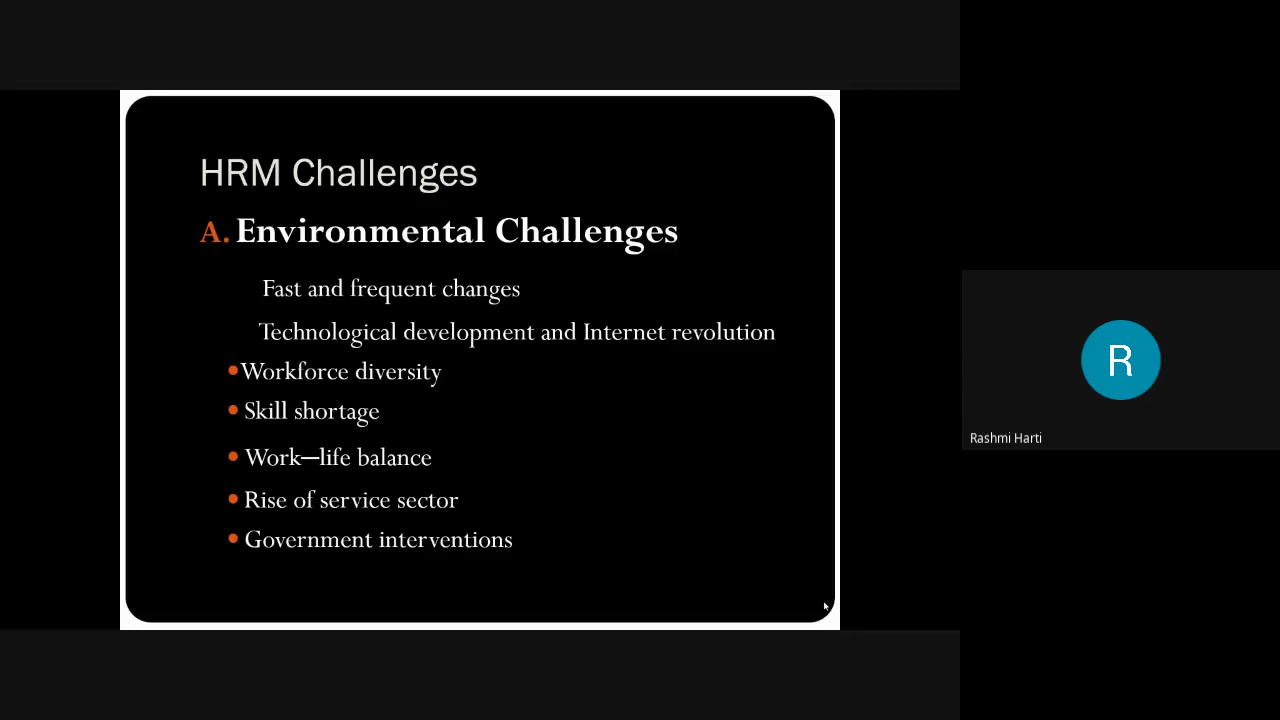 HRM Challenges
A. Environmental Challenges
Fast and frequent changes
Technological development and Internet revolution
•Workforce diversity
• Skill shortage
• Work—life balance
• Rise of service sector
• Government interventions
R
Rashmi Harti